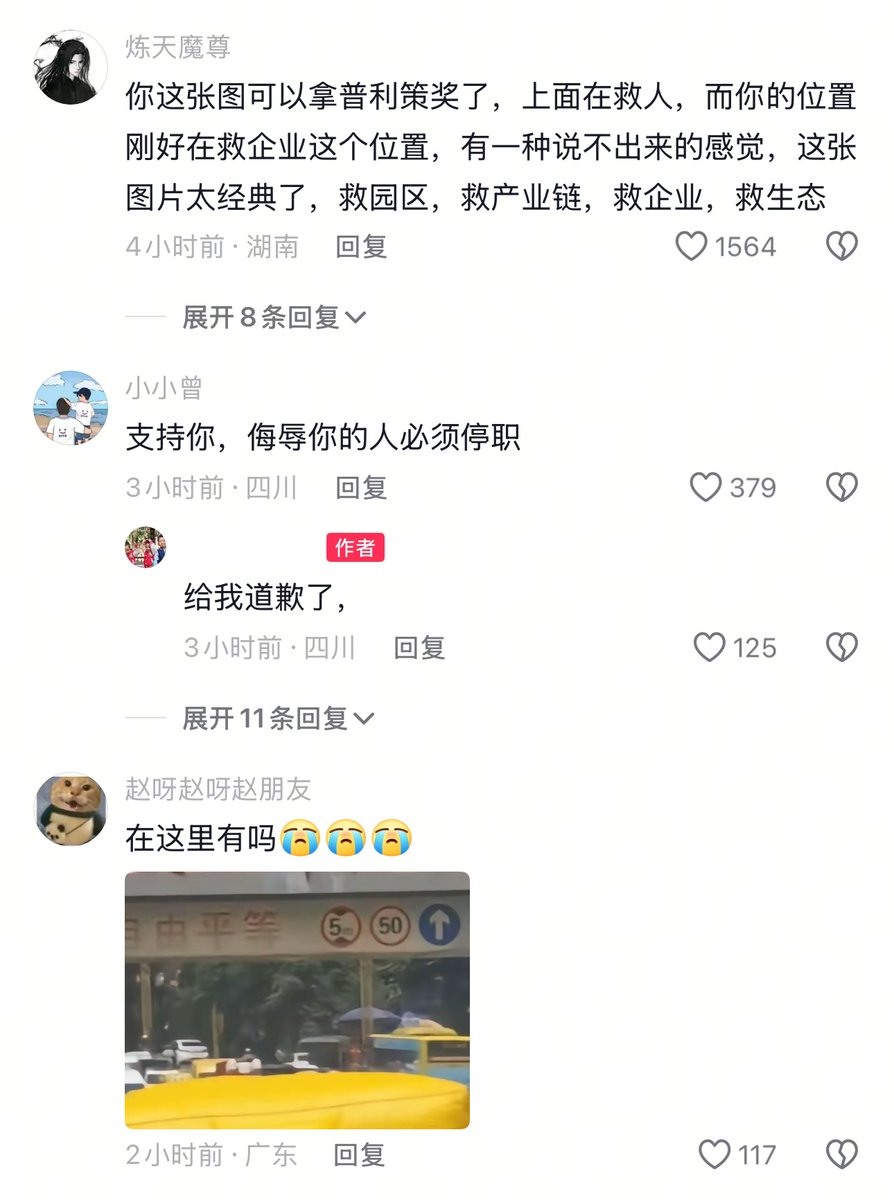 炼天魔尊
你这张图可以拿普利策奖了，上面在救人，而你的位置
刚好在救企业这个位置，有一种说不出来的感觉，这张
图片太经典了，救园区，救产业链，救企业，救生态
4小时前 · 湖南 回复 1564
展开8条回复
小小曾
支持你，侮辱你的人必须停职
3小时前 · 四川 回复 379
作者
给我道歉了，
3小时前 · 四川 回复 125
展开11条回复
赵呀赵呀赵朋友
在这里有吗😭😭😭
自由平等 5m 50
2小时前 · 广东 回复 117